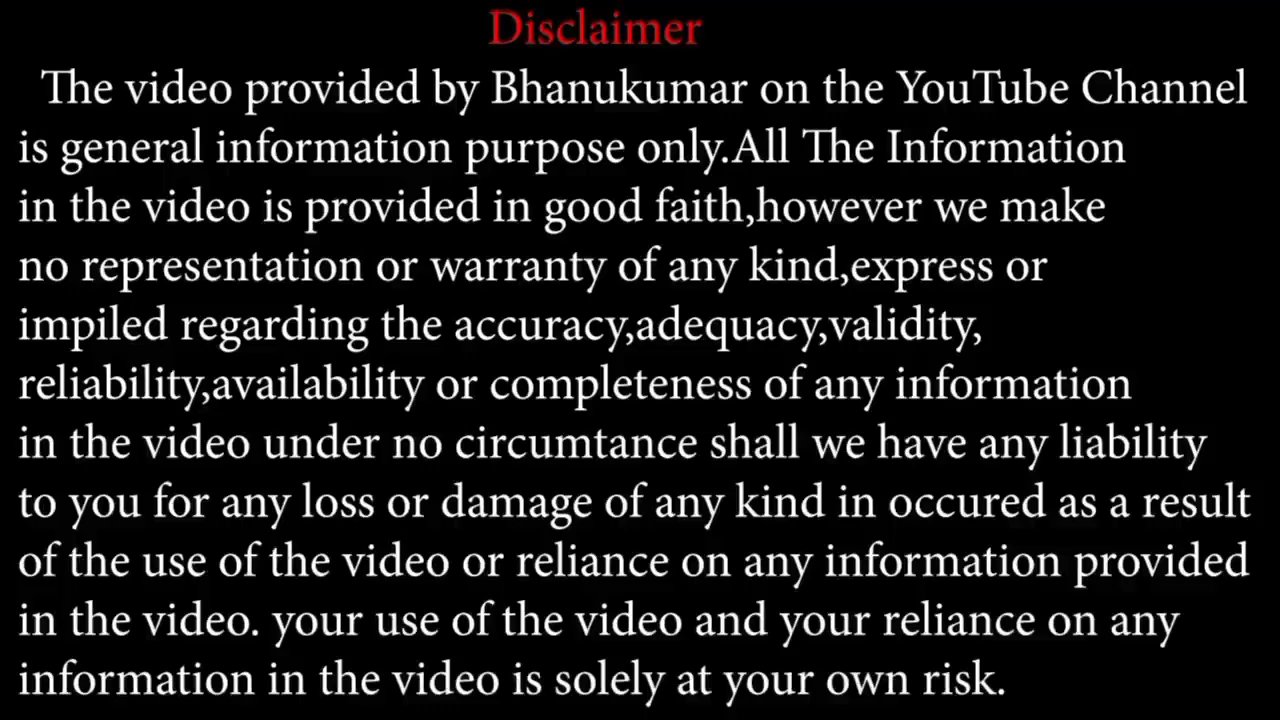 Disclaimer
The video provided by Bhanukumar on the YouTube Channel
is general information purpose only.All The Information
in the video is provided in good faith,however we make
no representation or warranty of any kind,express or
impiled regarding the accuracy,adequacy,validity,
reliability,availability or completeness of any information
in the video under no circumtance shall we have any liability
to you for any loss or damage of any kind in occured as a result
of the use of the video or reliance on any information provided
in the video. your use of the video and your reliance on any
information in the video is solely at your own risk.